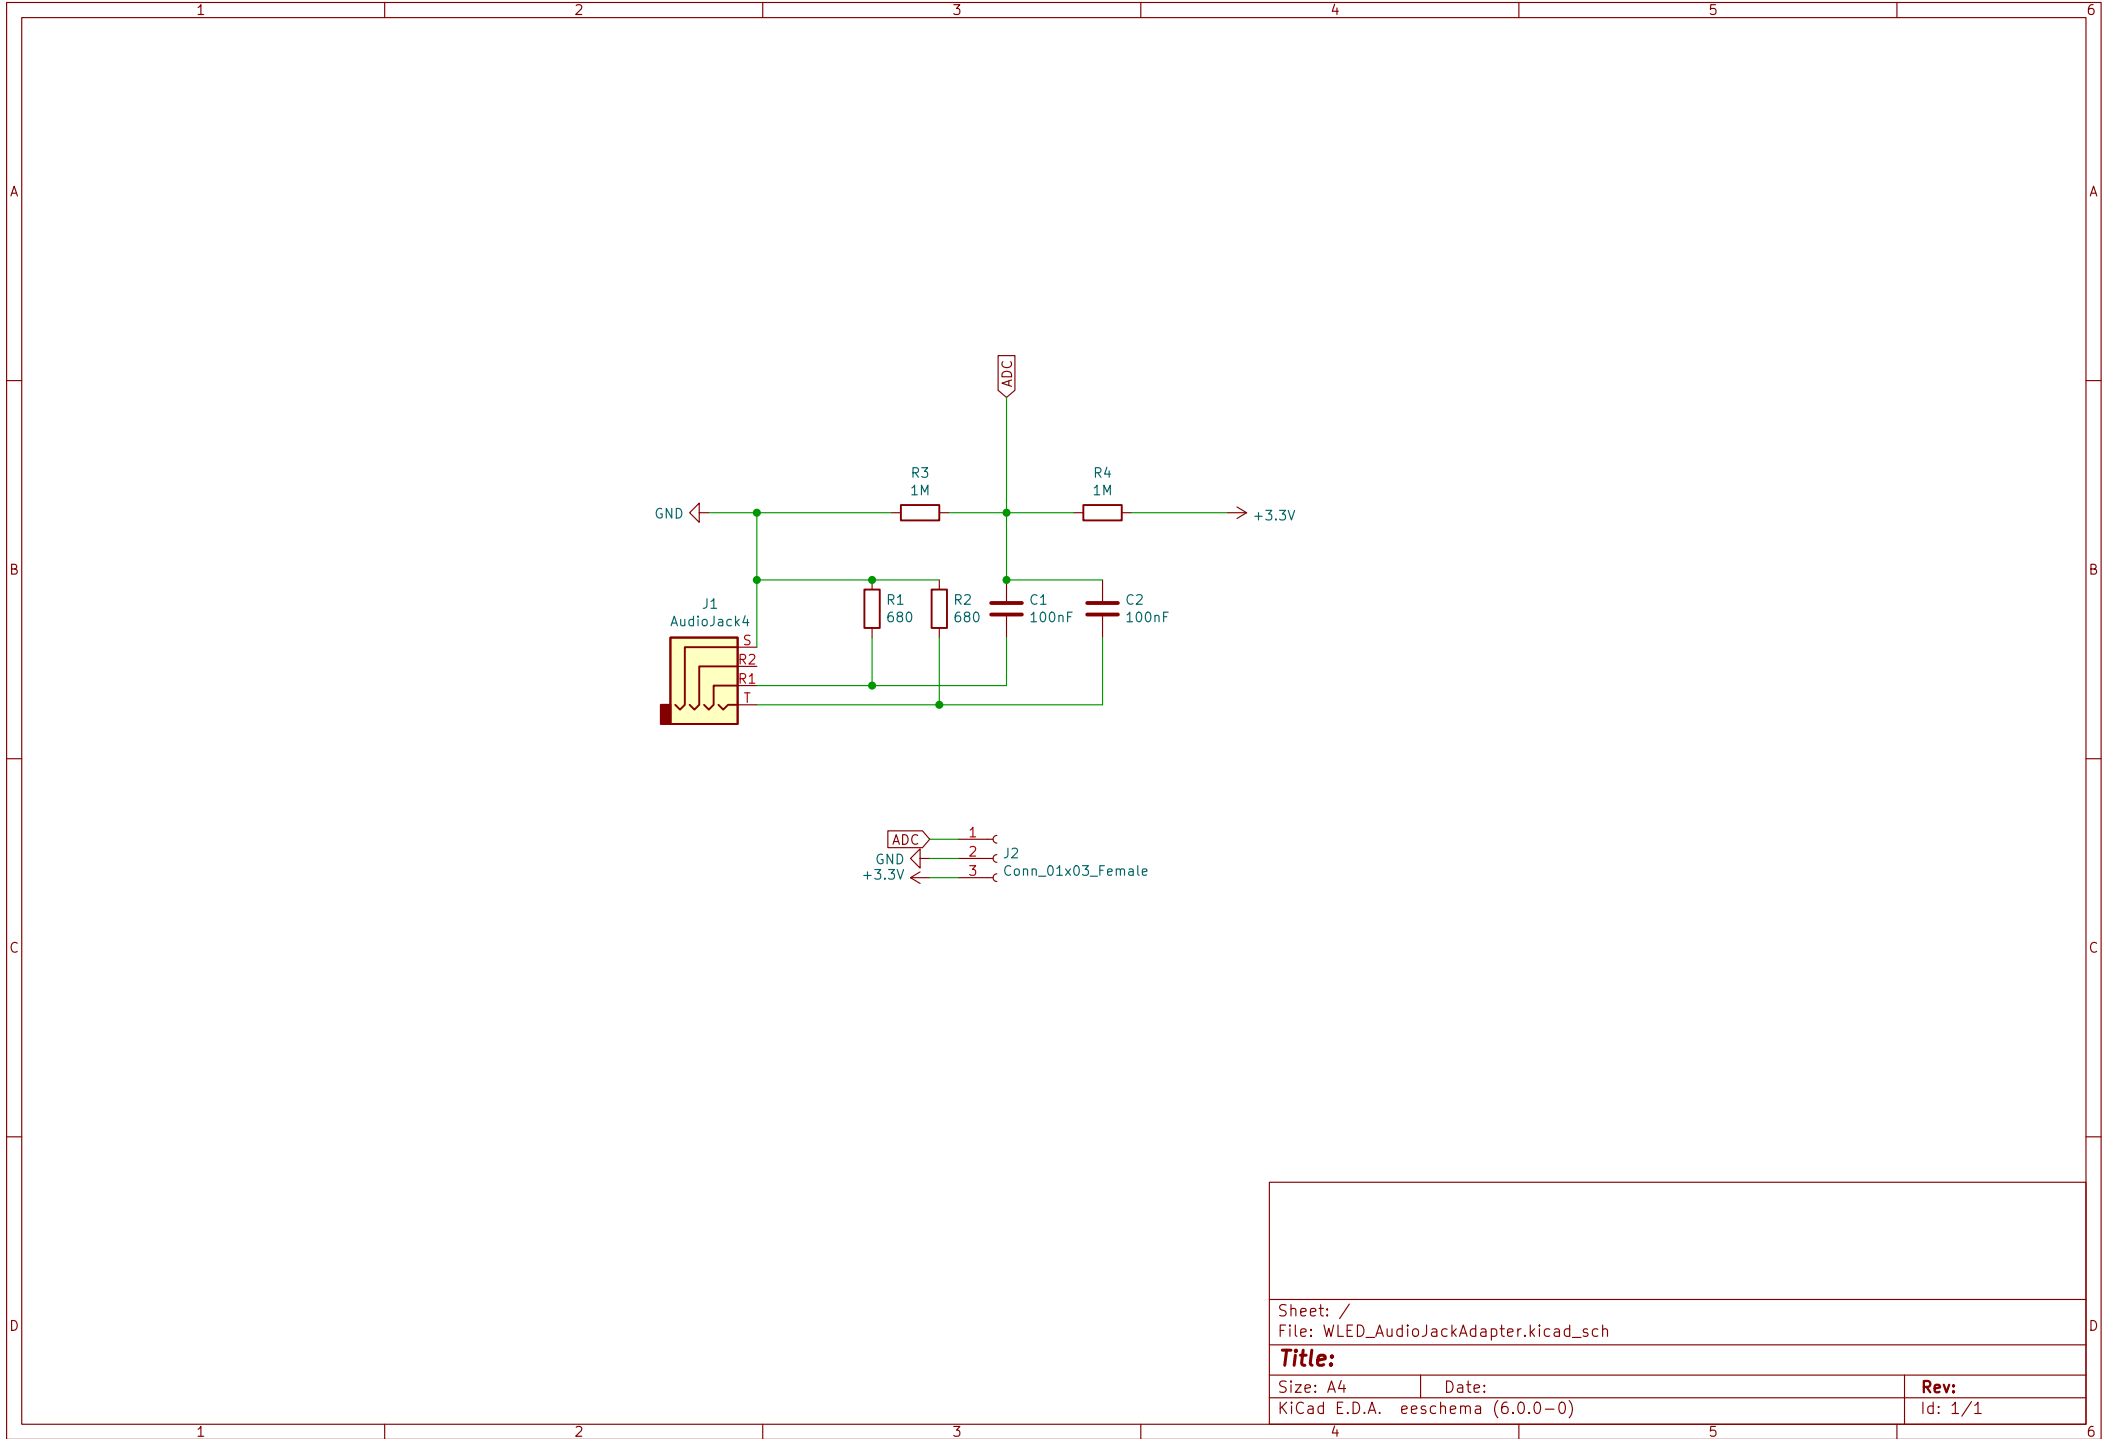 1 2 3 4 5 6
A A
ADC
R3 R4
1M 1M
GND +3.3V
B B
R1 R2 C1 C2
680 680 100nF 100nF
J1
AudioJack4
S
R2
R1
T
ADC 1
GND 2 J2
+3.3V 3 Conn_01x03_Female
C C
Sheet: /
File: WLED_AudioJackAdapter.kicad_sch
D D
Title:
Size: A4 Date: Rev:
KiCad E.D.A. eeschema (6.0.0-0) Id: 1/1
1 2 3 4 5 6